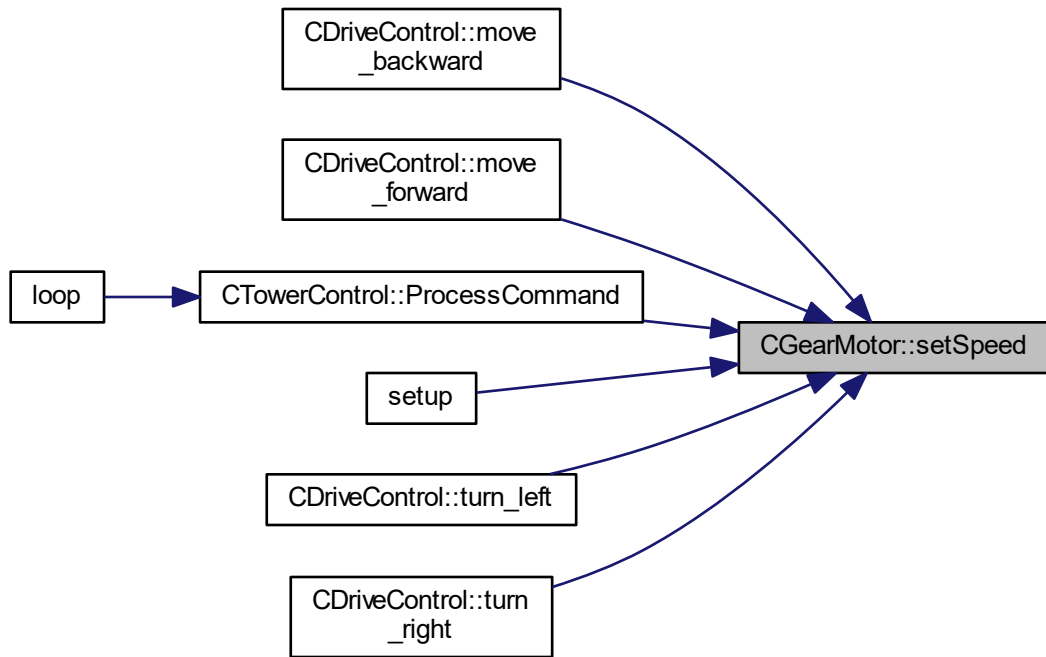 CDriveControl::move
_backward
CDriveControl::move
_forward
loop
CTowerControl::ProcessCommand
CGearMotor::setSpeed
setup
CDriveControl::turn_left
CDriveControl::turn
_right